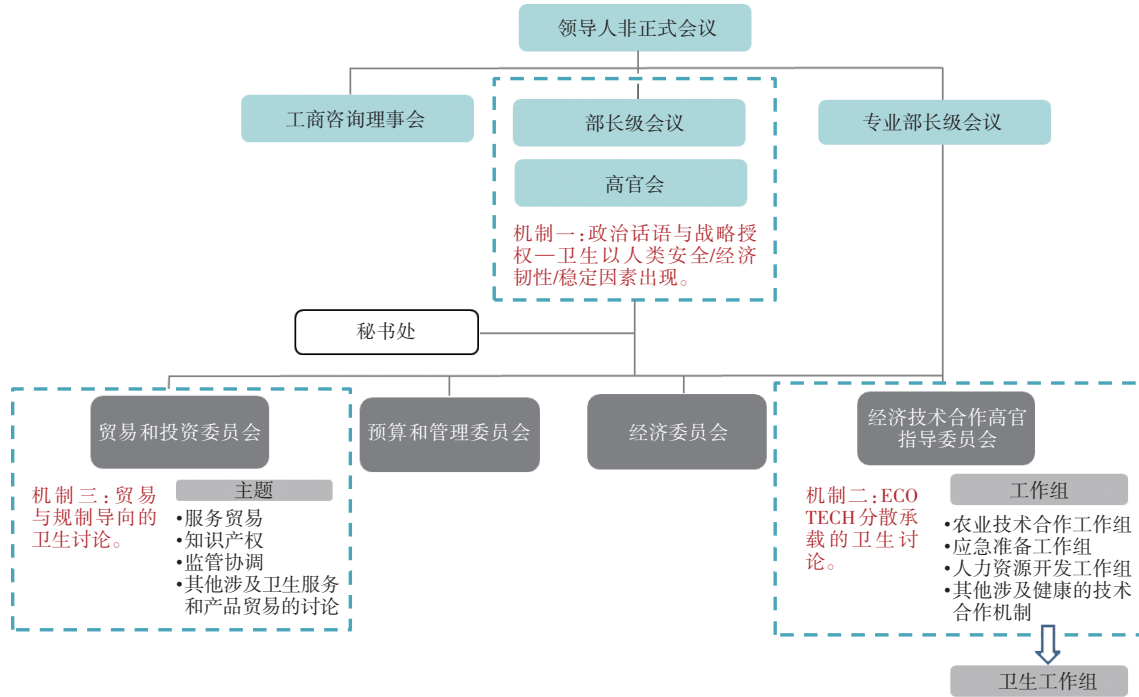 领导人非正式会议
工商咨询理事会
部长级会议
专业部长级会议
高官会
机制一:政治话语与战略授
权—卫生以人类安全/经济
韧性/稳定因素出现。
秘书处
贸易和投资委员会
预算和管理委员会
经济委员会
经济技术合作高官
指导委员会
机制三:贸易
与规制导向的
卫生讨论。
主题
•服务贸易
•知识产权
•监管协调
•其他涉及卫生服务
和产品贸易的讨论
机制二:ECO
TECH分散承
载的卫生讨
论。
工作组
•农业技术合作工作组
•应急准备工作组
•人力资源开发工作组
•其他涉及健康的技术
合作机制
卫生工作组